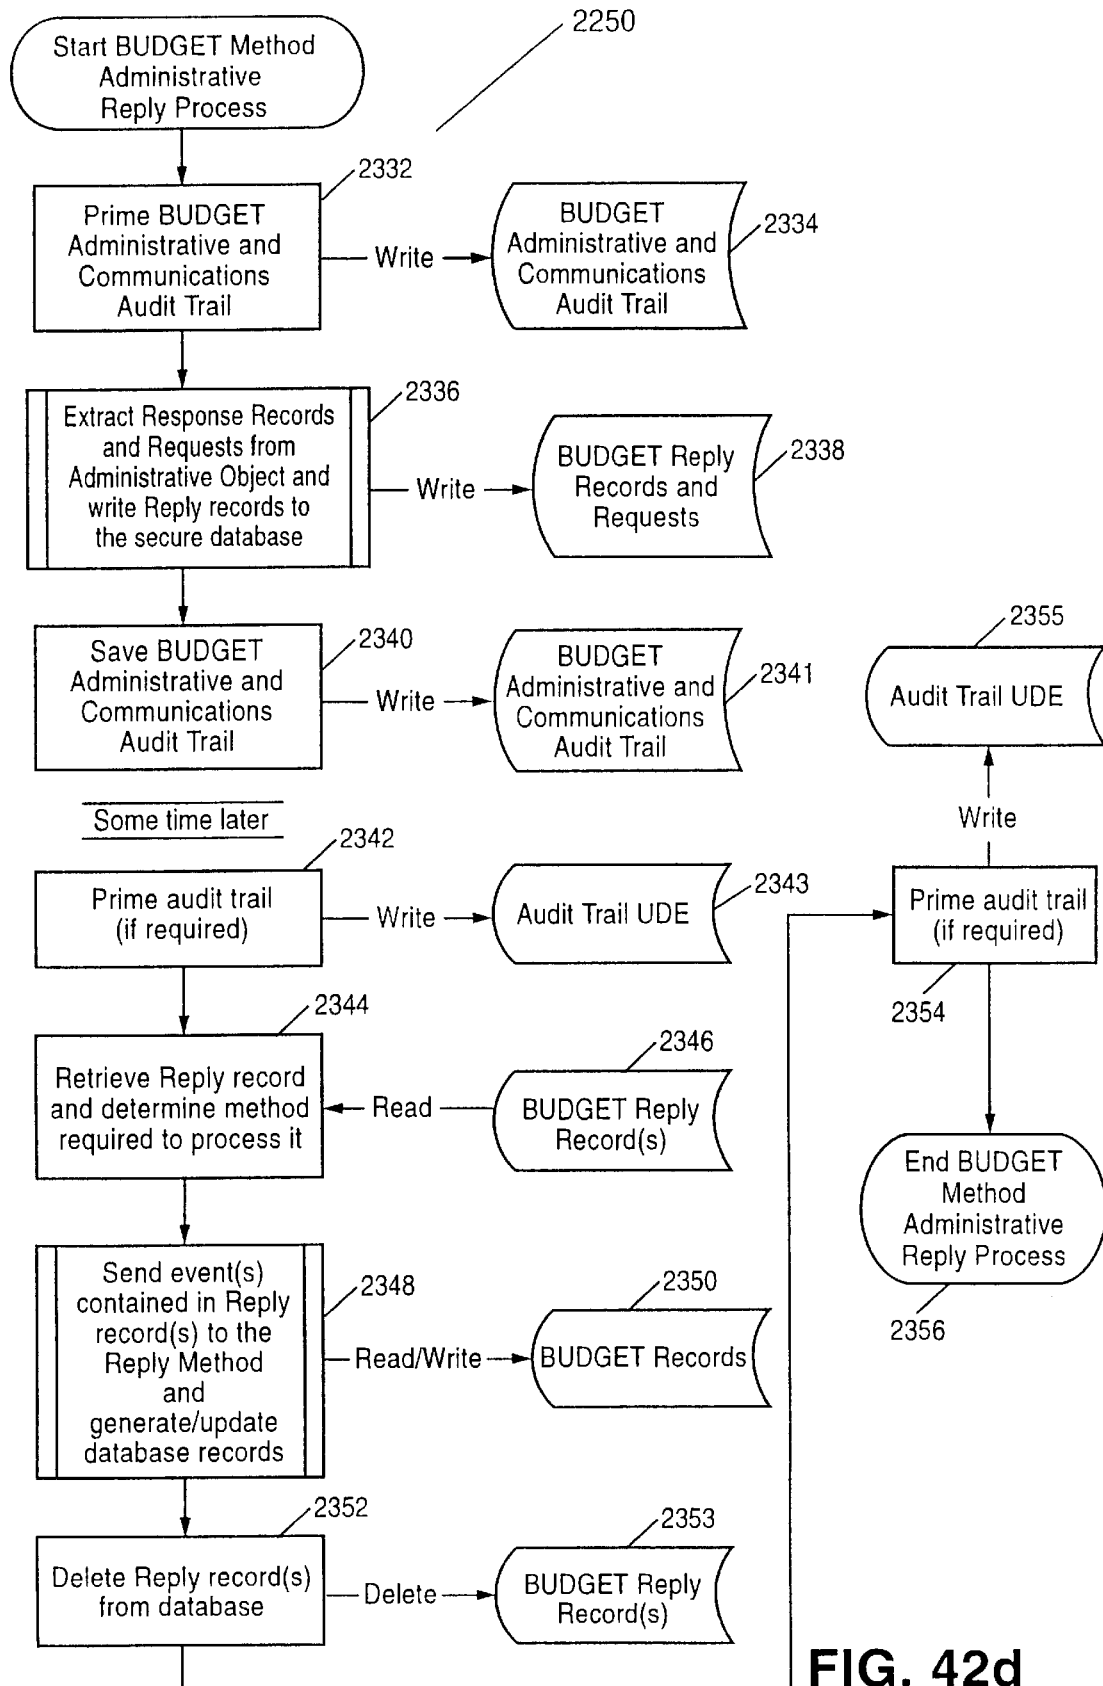 2250
Start BUDGET Method
Administrative
Reply Process
2332
Prime BUDGET
Administrative and
Communications
Audit Trail
Write
BUDGET
Administrative and
Communications
Audit Trail
2334
2336
Extract Response Records
and Requests from
Administrative Object and
write Reply records to
the secure database
Write
BUDGET Reply
Records and
Requests
2338
2340
Save BUDGET
Administrative and
Communications
Audit Trail
Write
BUDGET
Administrative and
Communications
Audit Trail
2341
Some time later
2342
Prime audit trail
(if required)
Write
Audit Trail UDE
2343
2344
Retrieve Reply record
and determine method
required to process it
Read
2346
BUDGET Reply
Record(s)
Send event(s)
contained in Reply
record(s) to the
Reply Method
and
generate/update
database records
2348
Read/Write
2350
BUDGET Records
2352
Delete Reply record(s)
from database
Delete
2353
BUDGET Reply
Record(s)
2355
Audit Trail UDE
Write
Prime audit trail
(if required)
2354
End BUDGET
Method
Administrative
Reply Process
2356
FIG. 42d